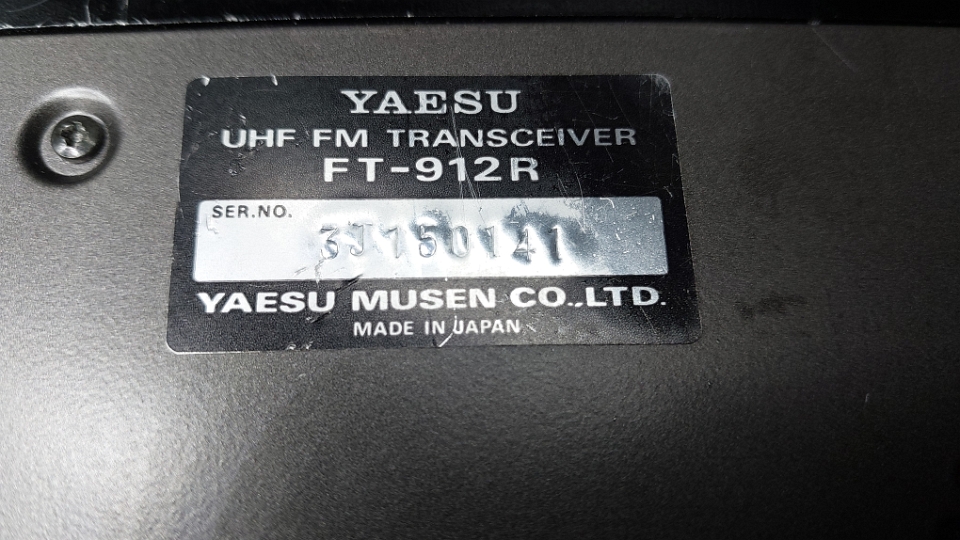 YAESU
UHF FM TRANSCEIVER
FT-912R
SER.NO.
3J150141
YAESU MUSEN CO.,LTD.
MADE IN JAPAN